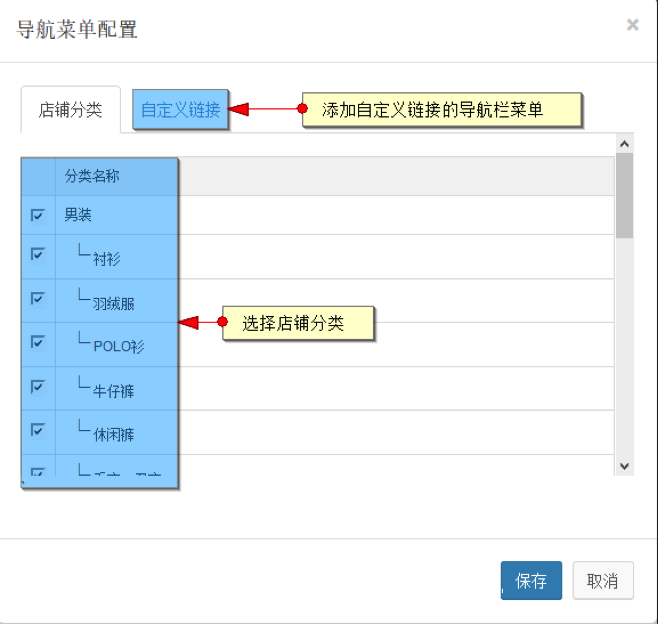 导航菜单配置
店铺分类
自定义链接
添加自定义链接的导航栏菜单
分类名称
男装
衬衫
羽绒服
选择店铺分类
POLO衫
牛仔裤
休闲裤
保存
取消